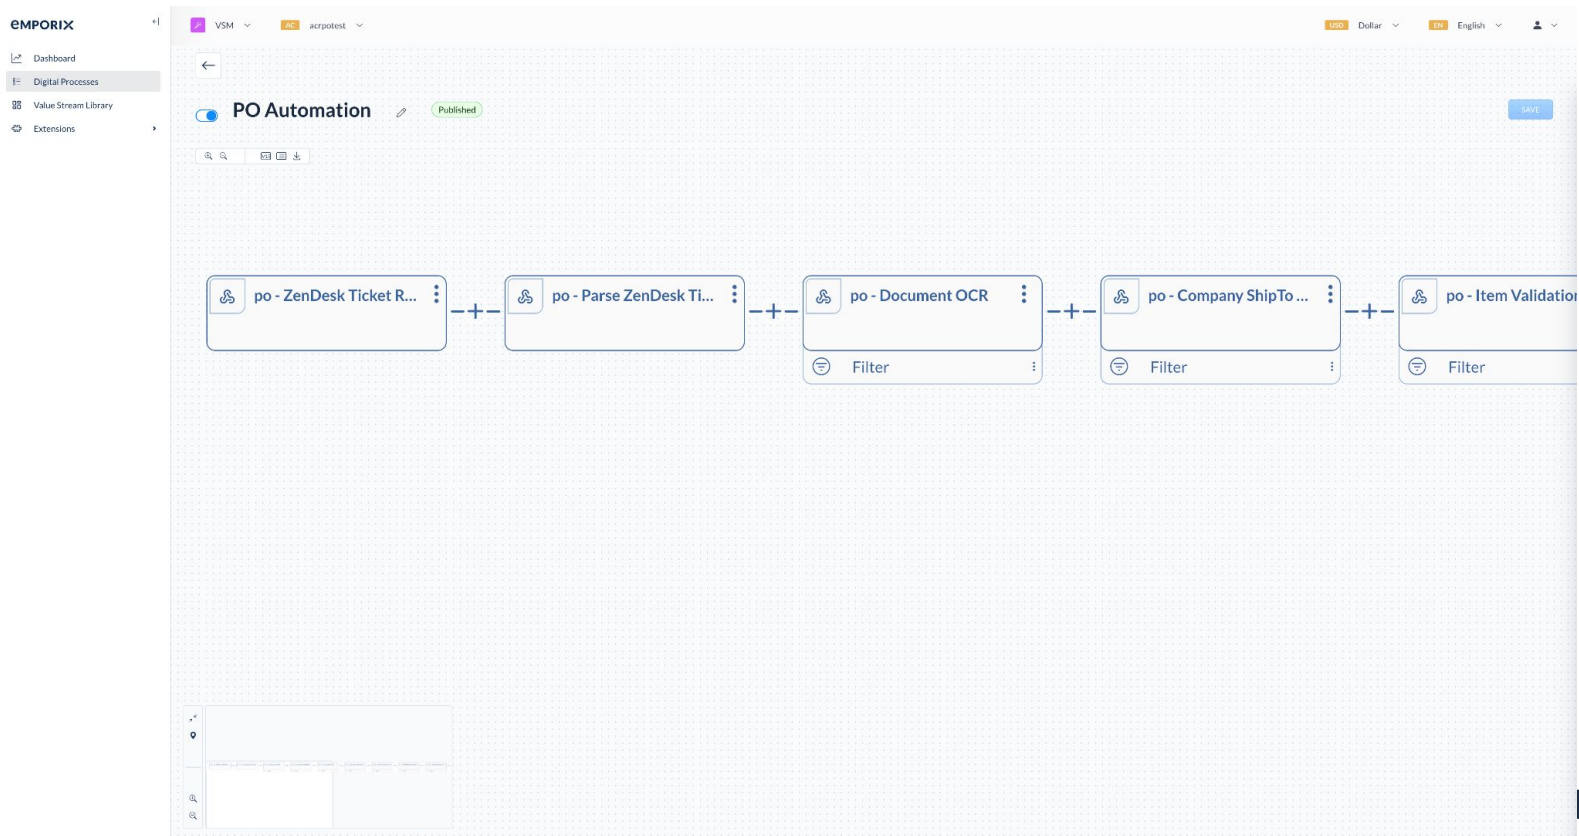 EMPORIX
VSM
AC acrpotest
USD Dollar
EN English
Dashboard
Digital Processes
Value Stream Library
Extensions
PO Automation
Published
SAVE
po - ZenDesk Ticket R...
po - Parse ZenDesk Ti...
po - Document OCR
po - Company ShipTo ...
po - Item Validation
Filter
Filter
Filter